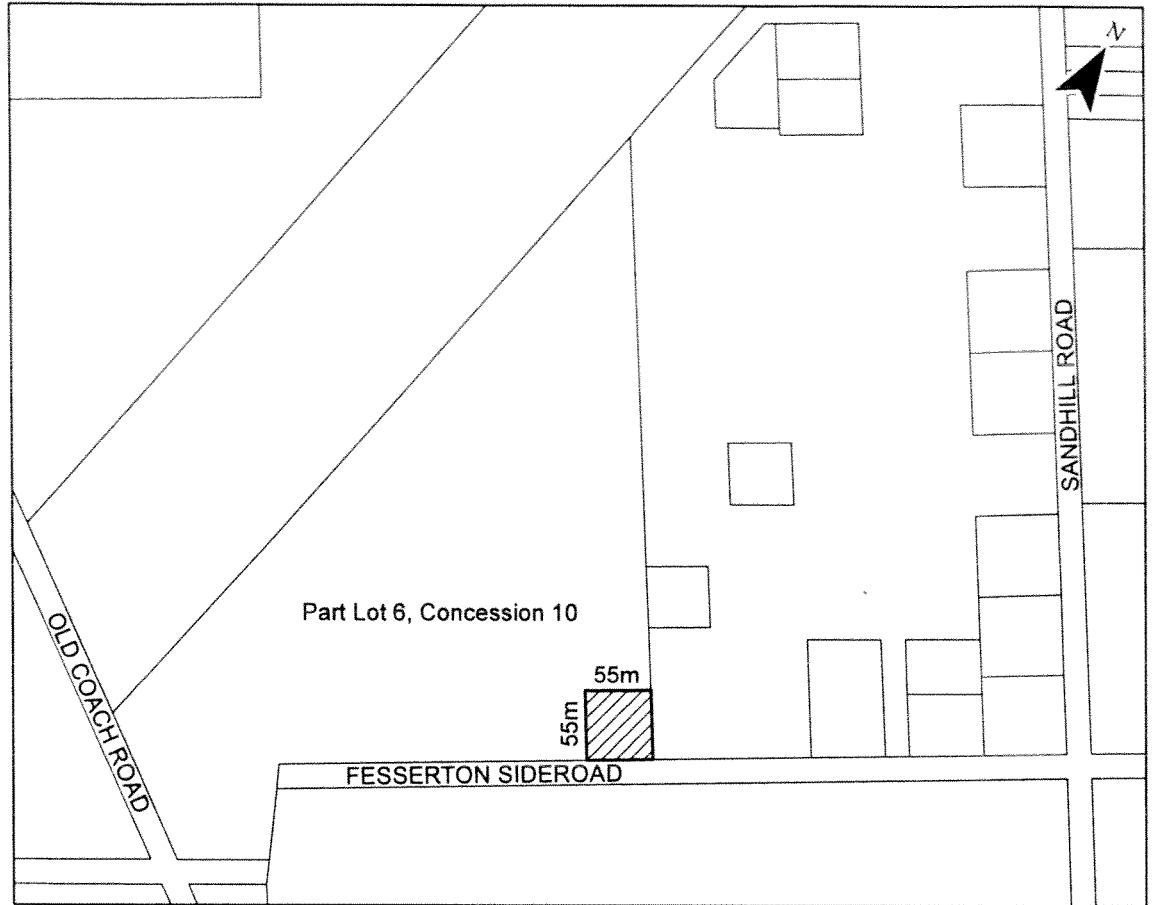 N
SANDHILL ROAD
Part Lot 6, Concession 10
OLD COACH ROAD
55m
55m
FESSERTON SIDEROAD